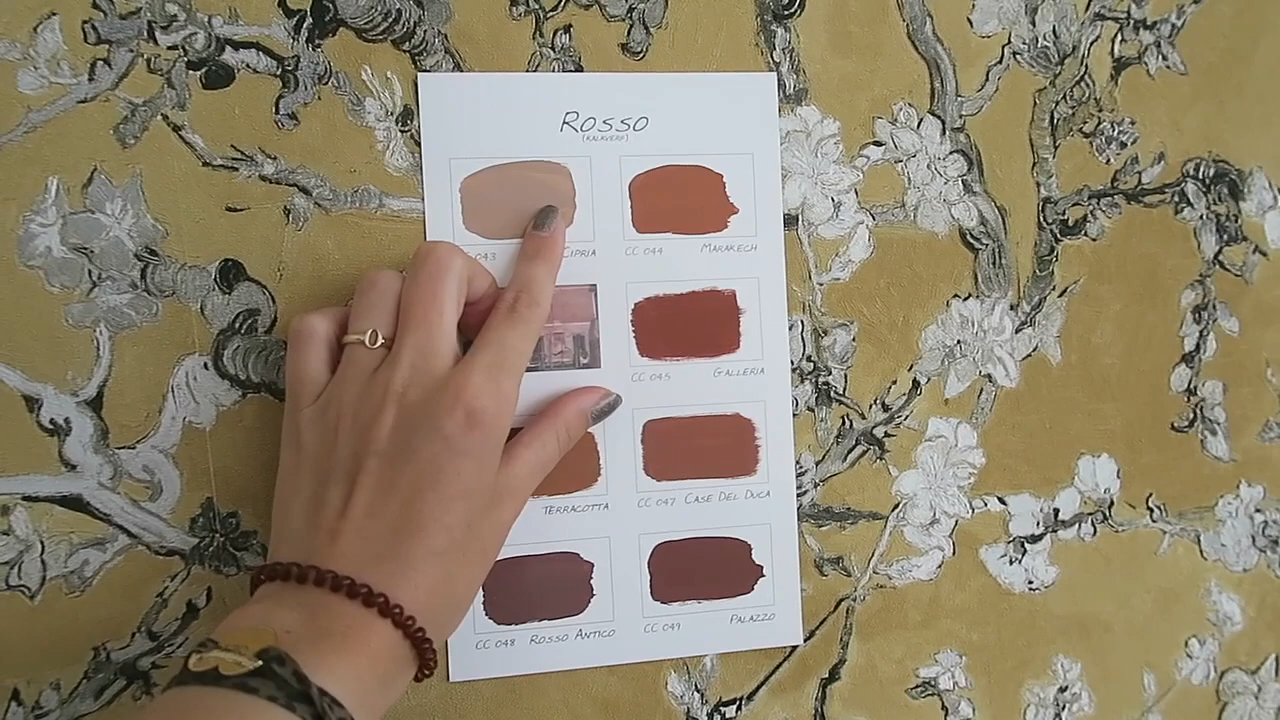 ROSSO
(KALKVERF)
043 CIPRIA
CC 044 MARAKECH
CC 045 GALLERIA
TERRACOTTA
CC 047 CASE DEL DUCA
CC 048 ROSSO ANTICO
CC 049 PALAZZO